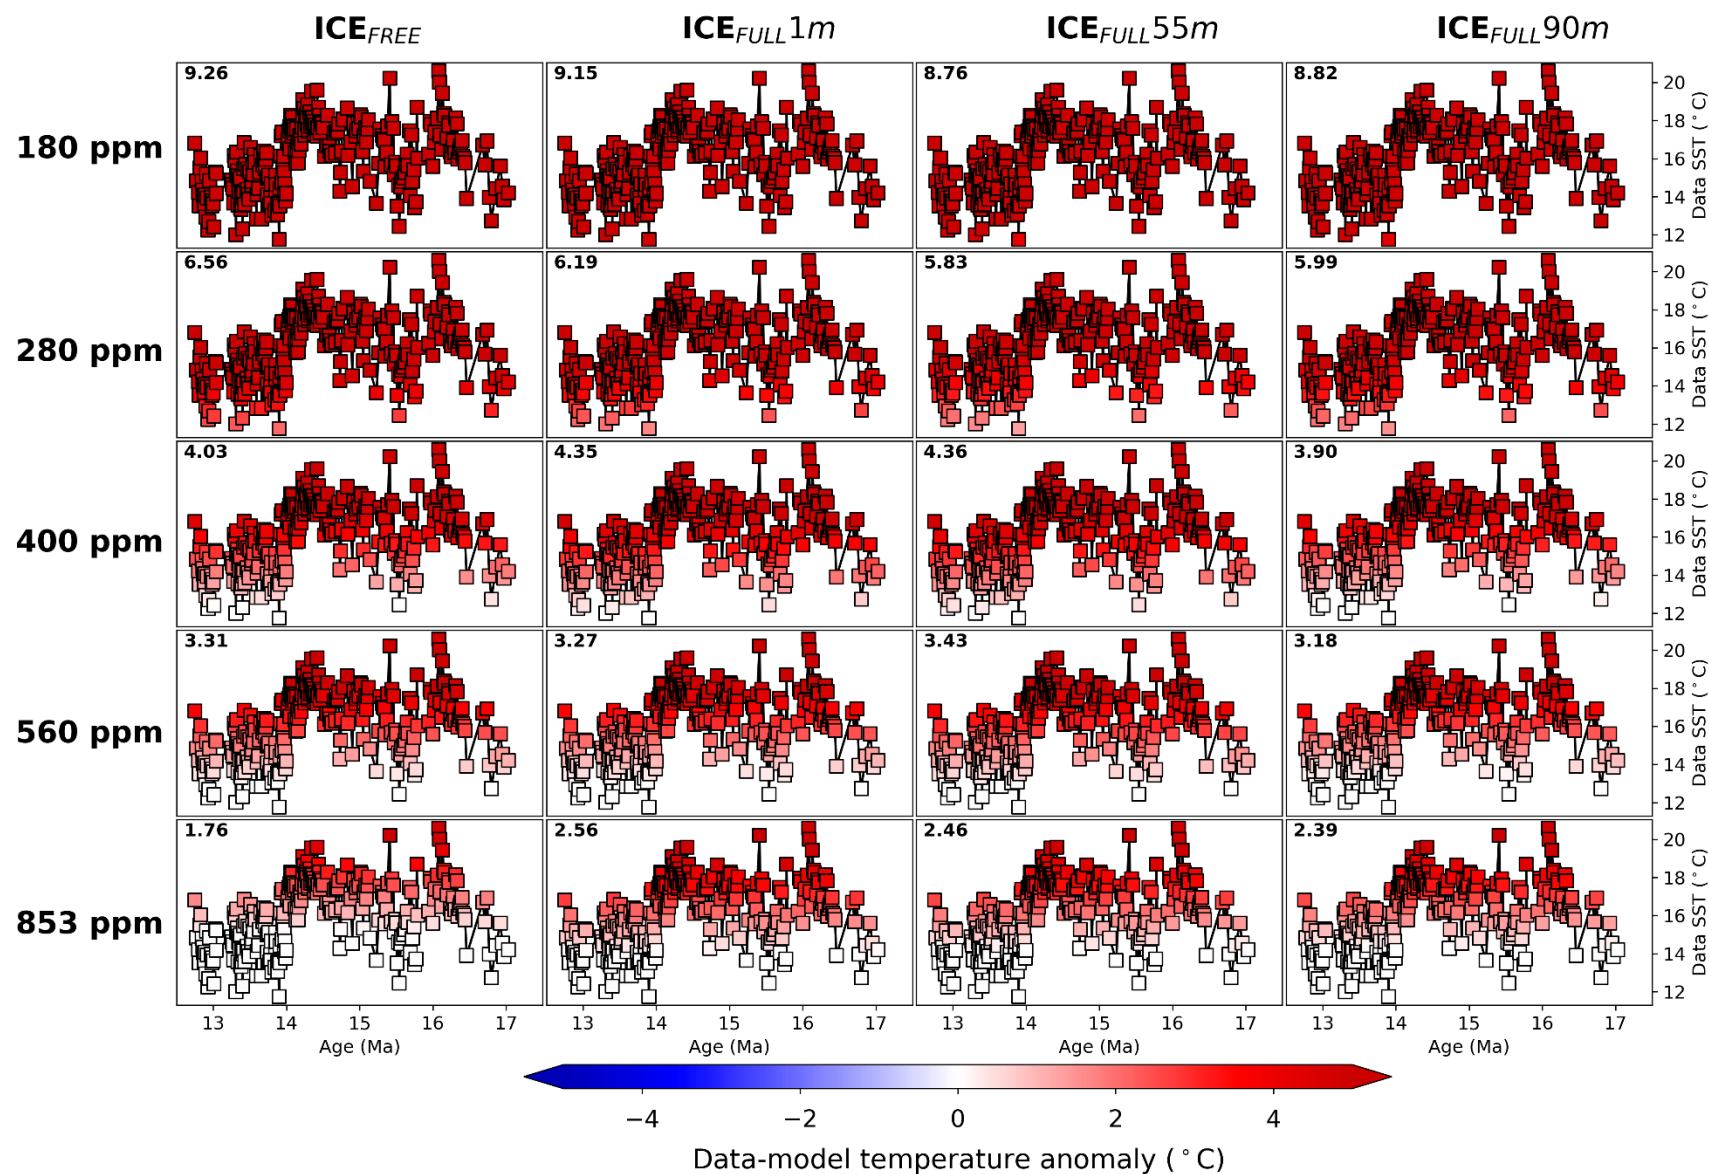 ICE_FREE ICE_FULL1m ICE_FULL55m ICE_FULL90m
180 ppm
9.26 9.15 8.76 8.82
20
18
16
14
12
Data SST (°C)
280 ppm
6.56 6.19 5.83 5.99
20
18
16
14
12
Data SST (°C)
400 ppm
4.03 4.35 4.36 3.90
20
18
16
14
12
Data SST (°C)
560 ppm
3.31 3.27 3.43 3.18
20
18
16
14
12
Data SST (°C)
853 ppm
1.76 2.56 2.46 2.39
20
18
16
14
12
Data SST (°C)
13 14 15 16 17 13 14 15 16 17 13 14 15 16 17 13 14 15 16 17
Age (Ma) Age (Ma) Age (Ma) Age (Ma)
−4 −2 0 2 4
Data-model temperature anomaly (°C)